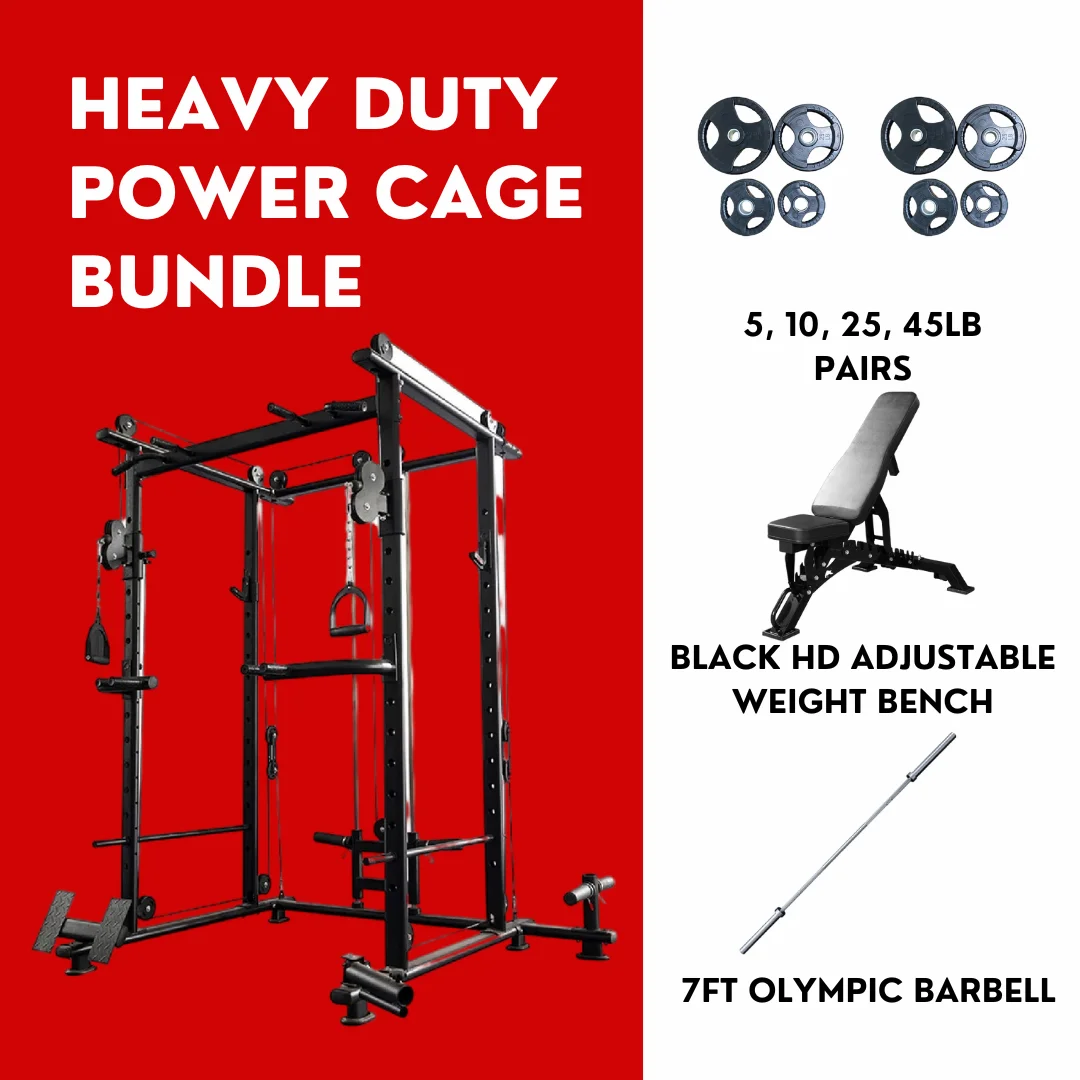 HEAVY DUTY
POWER CAGE
BUNDLE
5, 10, 25, 45LB
PAIRS
BLACK HD ADJUSTABLE
WEIGHT BENCH
7FT OLYMPIC BARBELL